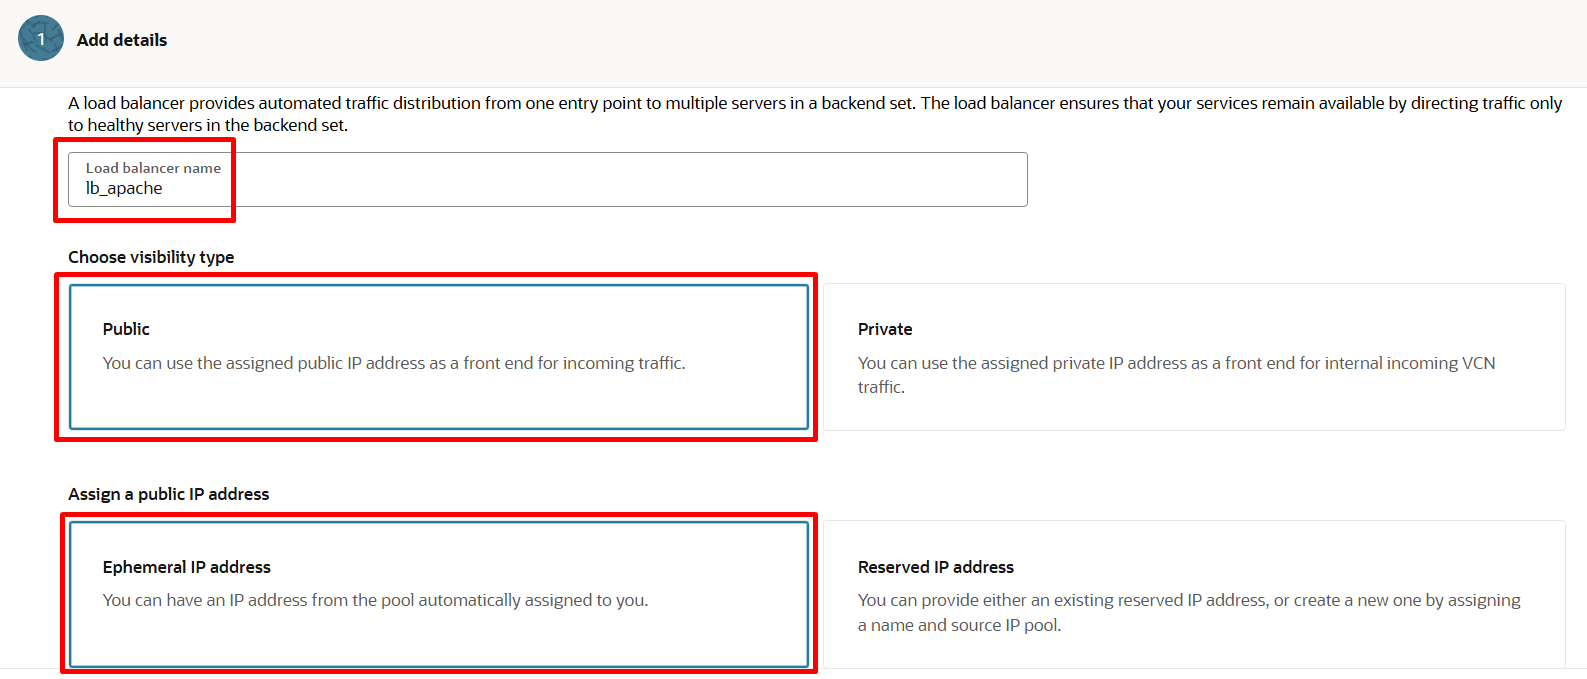 1 Add details
A load balancer provides automated traffic distribution from one entry point to multiple servers in a backend set. The load balancer ensures that your services remain available by directing traffic only
to healthy servers in the backend set.
Load balancer name
lb_apache
Choose visibility type
Public
You can use the assigned public IP address as a front end for incoming traffic.
Private
You can use the assigned private IP address as a front end for internal incoming VCN
traffic.
Assign a public IP address
Ephemeral IP address
You can have an IP address from the pool automatically assigned to you.
Reserved IP address
You can provide either an existing reserved IP address, or create a new one by assigning
a name and source IP pool.